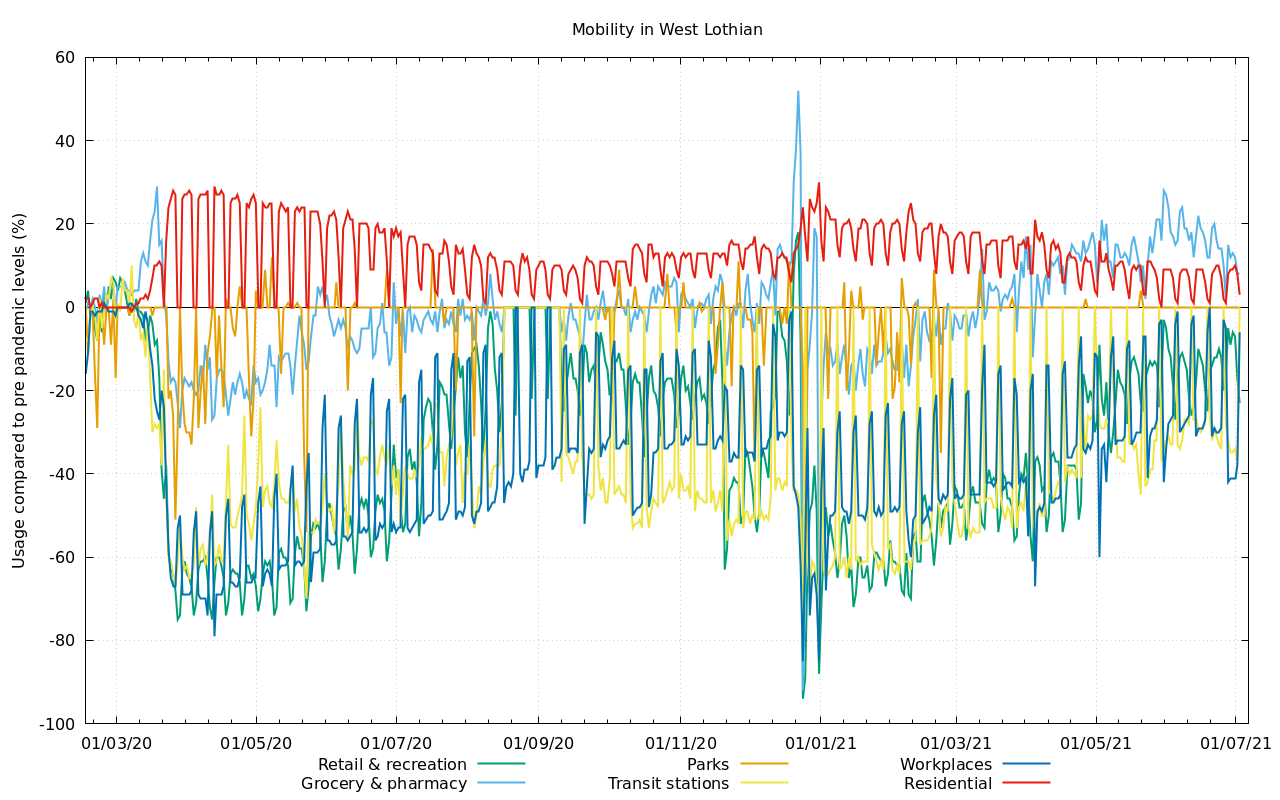 Mobility in West Lothian
Usage compared to pre pandemic levels (%)
60
40
20
0
-20
-40
-60
-80
-100
01/03/20 01/05/20 01/07/20 01/09/20 01/11/20 01/01/21 01/03/21 01/05/21 01/07/21
Retail & recreation Parks Workplaces
Grocery & pharmacy Transit stations Residential